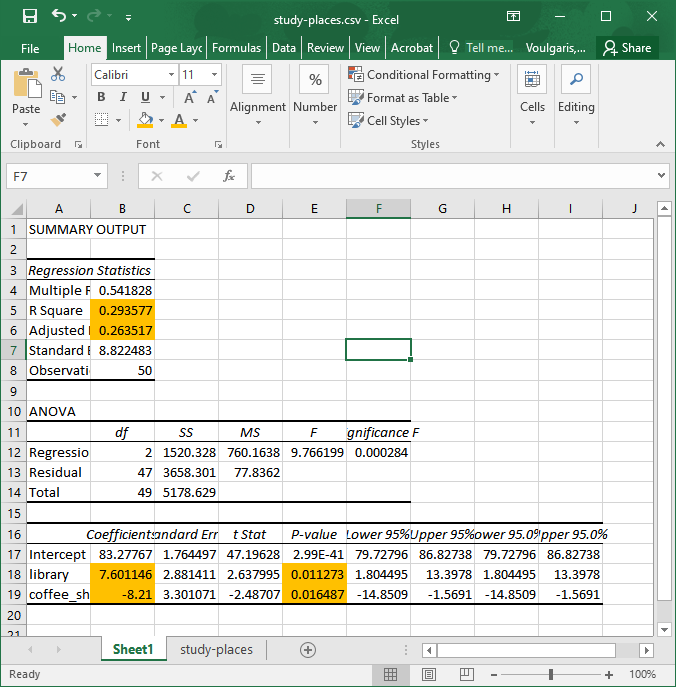 study-places.csv - Excel
File Home Insert Page Layc Formulas Data Review View Acrobat Tell me... Voulgaris,... Share
Paste
Calibri 11
B I U A A
A
Alignment
%
Number
Conditional Formatting
Format as Table
Cell Styles
Cells
Editing
Clipboard Font Styles
F7 fx
A B C D E F G H I J
1 SUMMARY OUTPUT
2
3 Regression Statistics
4 Multiple F 0.541828
5 R Square 0.293577
6 Adjusted 0.263517
7 Standard E 8.822483
8 Observati 50
9
10 ANOVA
11 df SS MS F gnificance F
12 Regressio 2 1520.328 760.1638 9.766199 0.000284
13 Residual 47 3658.301 77.8362
14 Total 49 5178.629
15
16 Coefficients andard Err t Stat P-value Lower 95% Upper 95% ower 95.0% pper 95.0%
17 Intercept 83.27767 1.764497 47.19628 2.99E-41 79.72796 86.82738 79.72796 86.82738
18 library 7.601146 2.881411 2.637995 0.011273 1.804495 13.3978 1.804495 13.3978
19 coffee_sh -8.21 3.301071 -2.48707 0.016487 -14.8509 -1.5691 -14.8509 -1.5691
20
21
Sheet1 study-places
Ready 100%